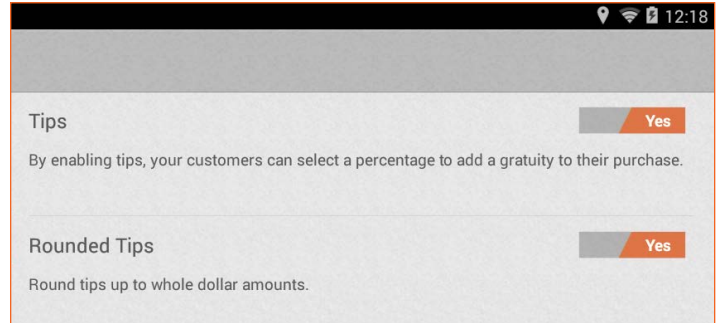 12:18
Tips
Yes
By enabling tips, your customers can select a percentage to add a gratuity to their purchase.
Rounded Tips
Yes
Round tips up to whole dollar amounts.